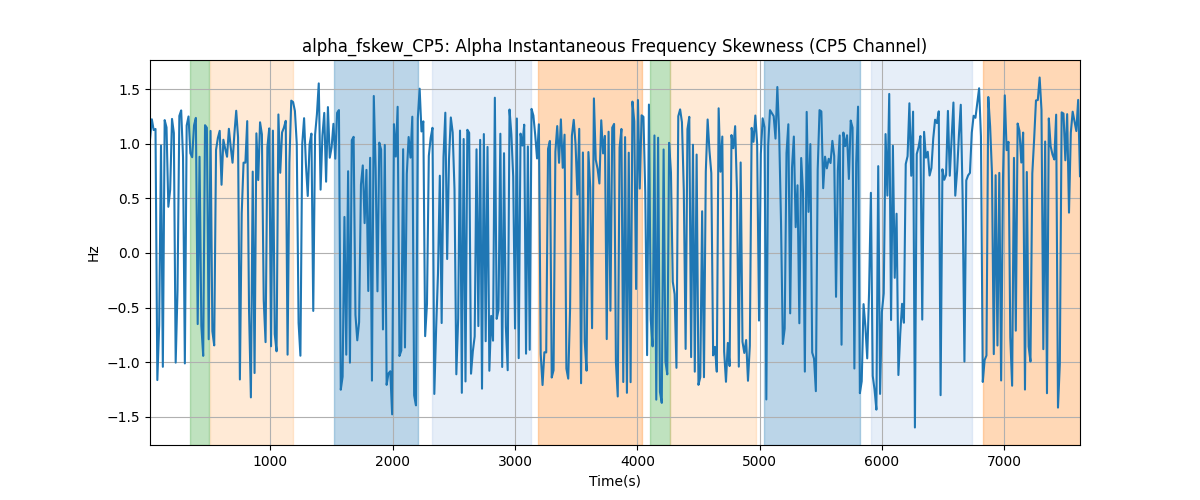 alpha_fskew_CP5: Alpha Instantaneous Frequency Skewness (CP5 Channel)
1.5
1.0
0.5
0.0
−0.5
−1.0
−1.5
Hz
1000 2000 3000 4000 5000 6000 7000
Time(s)